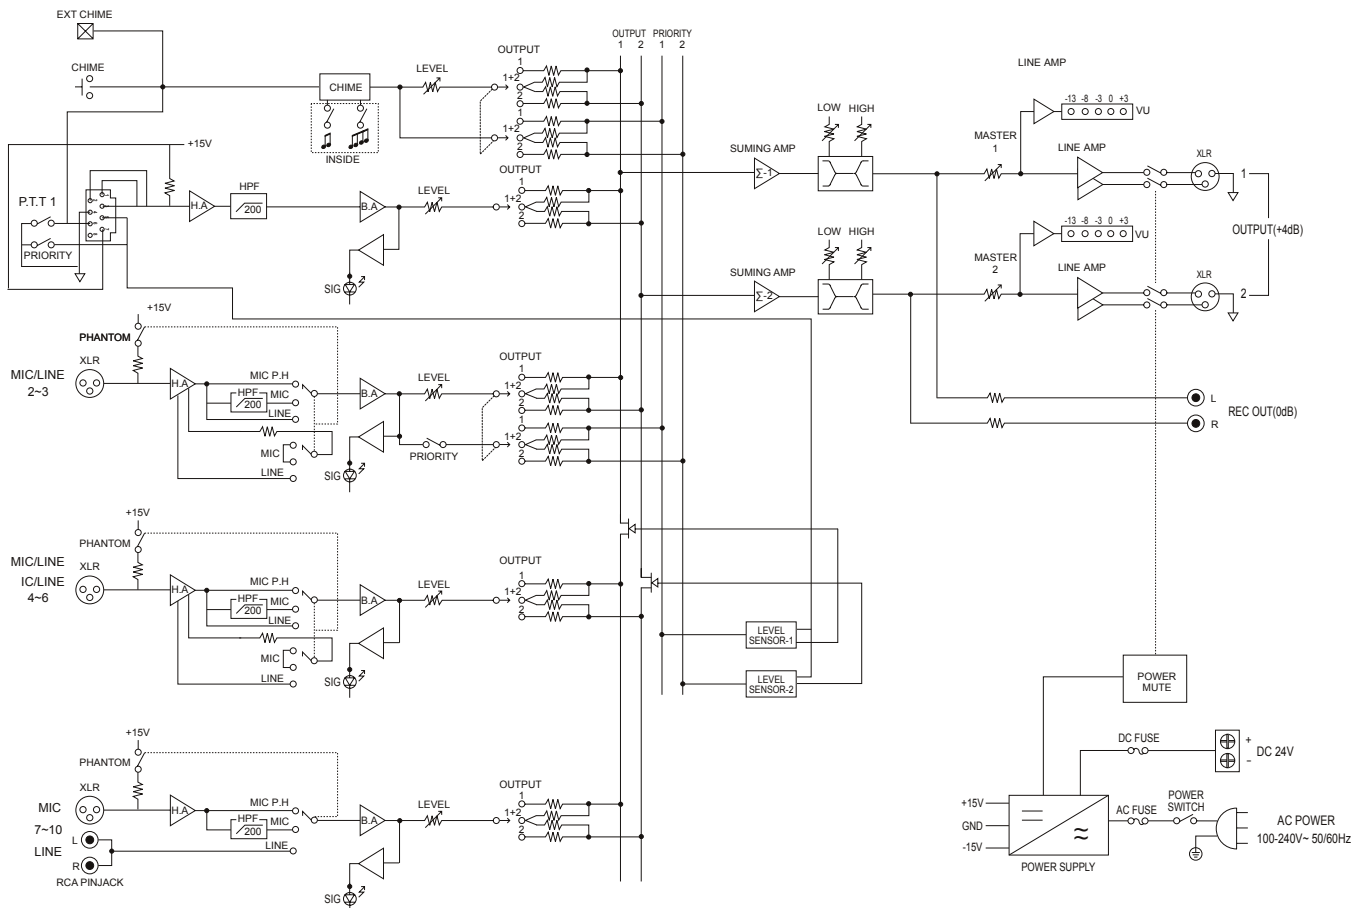 EXT CHIME
CHIME
CHIME
INSIDE
LEVEL
OUTPUT
1
1+2
2
1
1+2
2
OUTPUT PRIORITY
1 2 1 2
+15V
P.T.T 1
PRIORITY
H.A
HPF
200
B.A
SIG
LEVEL
OUTPUT
1
1+2
2
SUMING AMP
Σ-1
LOW HIGH
MASTER
1
LINE AMP
-13 -8 -3 0 +3
VU
LINE AMP
XLR
1
OUTPUT(+4dB)
SUMING AMP
Σ-2
LOW HIGH
MASTER
2
-13 -8 -3 0 +3
VU
LINE AMP
XLR
2
L
R
REC OUT(0dB)
+15V
PHANTOM
XLR
MIC/LINE
2~3
H.A
MIC P.H
HPF
200
MIC
LINE
MIC
LINE
B.A
SIG
LEVEL
PRIORITY
OUTPUT
1
1+2
2
1
1+2
2
+15V
PHANTOM
XLR
MIC/LINE
IC/LINE
4~6
H.A
MIC P.H
HPF
200
MIC
LINE
MIC
LINE
B.A
SIG
LEVEL
OUTPUT
1
1+2
2
LEVEL
SENSOR-1
LEVEL
SENSOR-2
+15V
PHANTOM
XLR
MIC
7~10
LINE
L
R
RCA PINJACK
H.A
MIC P.H
HPF
200
MIC
LINE
B.A
SIG
LEVEL
OUTPUT
1
1+2
2
POWER
MUTE
DC FUSE
+
-
DC 24V
+15V
GND
-15V
POWER SUPPLY
AC FUSE
POWER
SWITCH
AC POWER
100-240V~ 50/60Hz